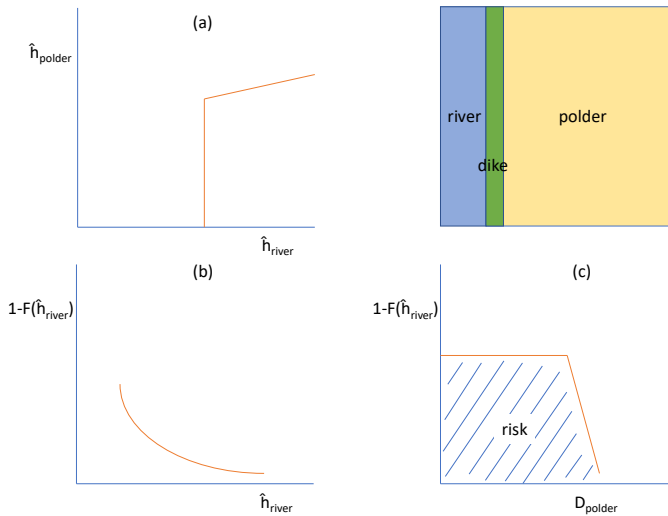 (a)
ĥpolder
ĥriver
river
dike
polder
(b)
1-F(ĥriver)
ĥriver
(c)
1-F(ĥriver)
risk
Dpolder